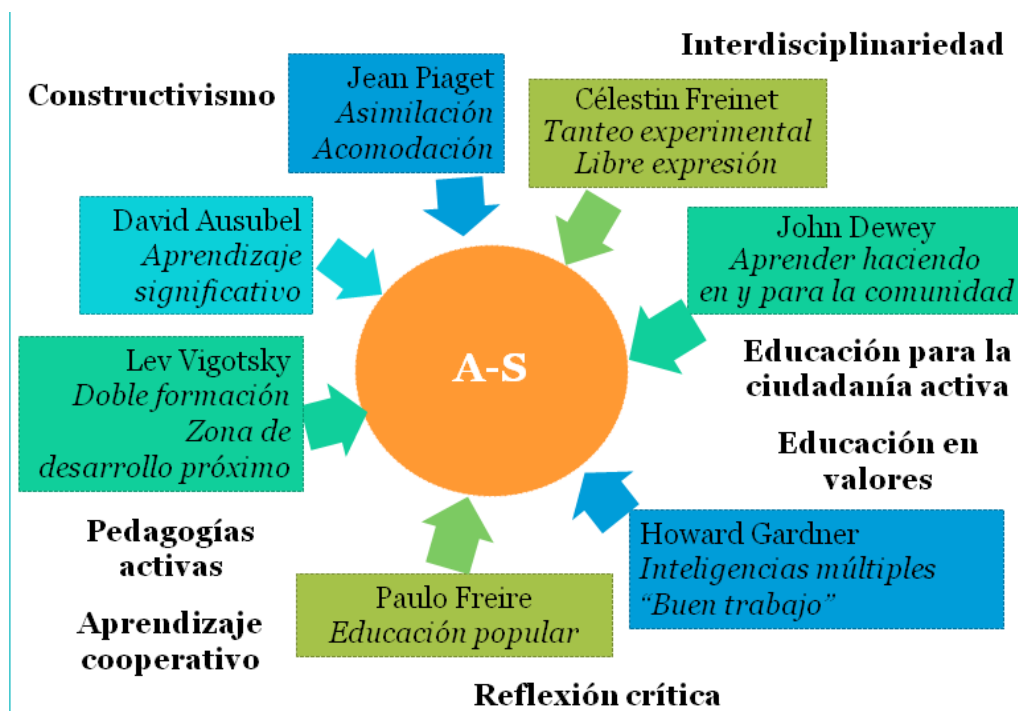 Interdisciplinariedad
Constructivismo
Jean Piaget
Asimilación
Acomodación
Célestin Freinet
Tanteo experimental
Libre expresión
David Ausubel
Aprendizaje
significativo
John Dewey
Aprender haciendo
en y para la comunidad
A-S
Lev Vigotsky
Doble formación
Zona de
desarrollo próximo
Educación para la
ciudadanía activa
Educación en
valores
Pedagogías
activas
Howard Gardner
Inteligencias múltiples
“Buen trabajo”
Paulo Freire
Educación popular
Aprendizaje
cooperativo
Reflexión crítica